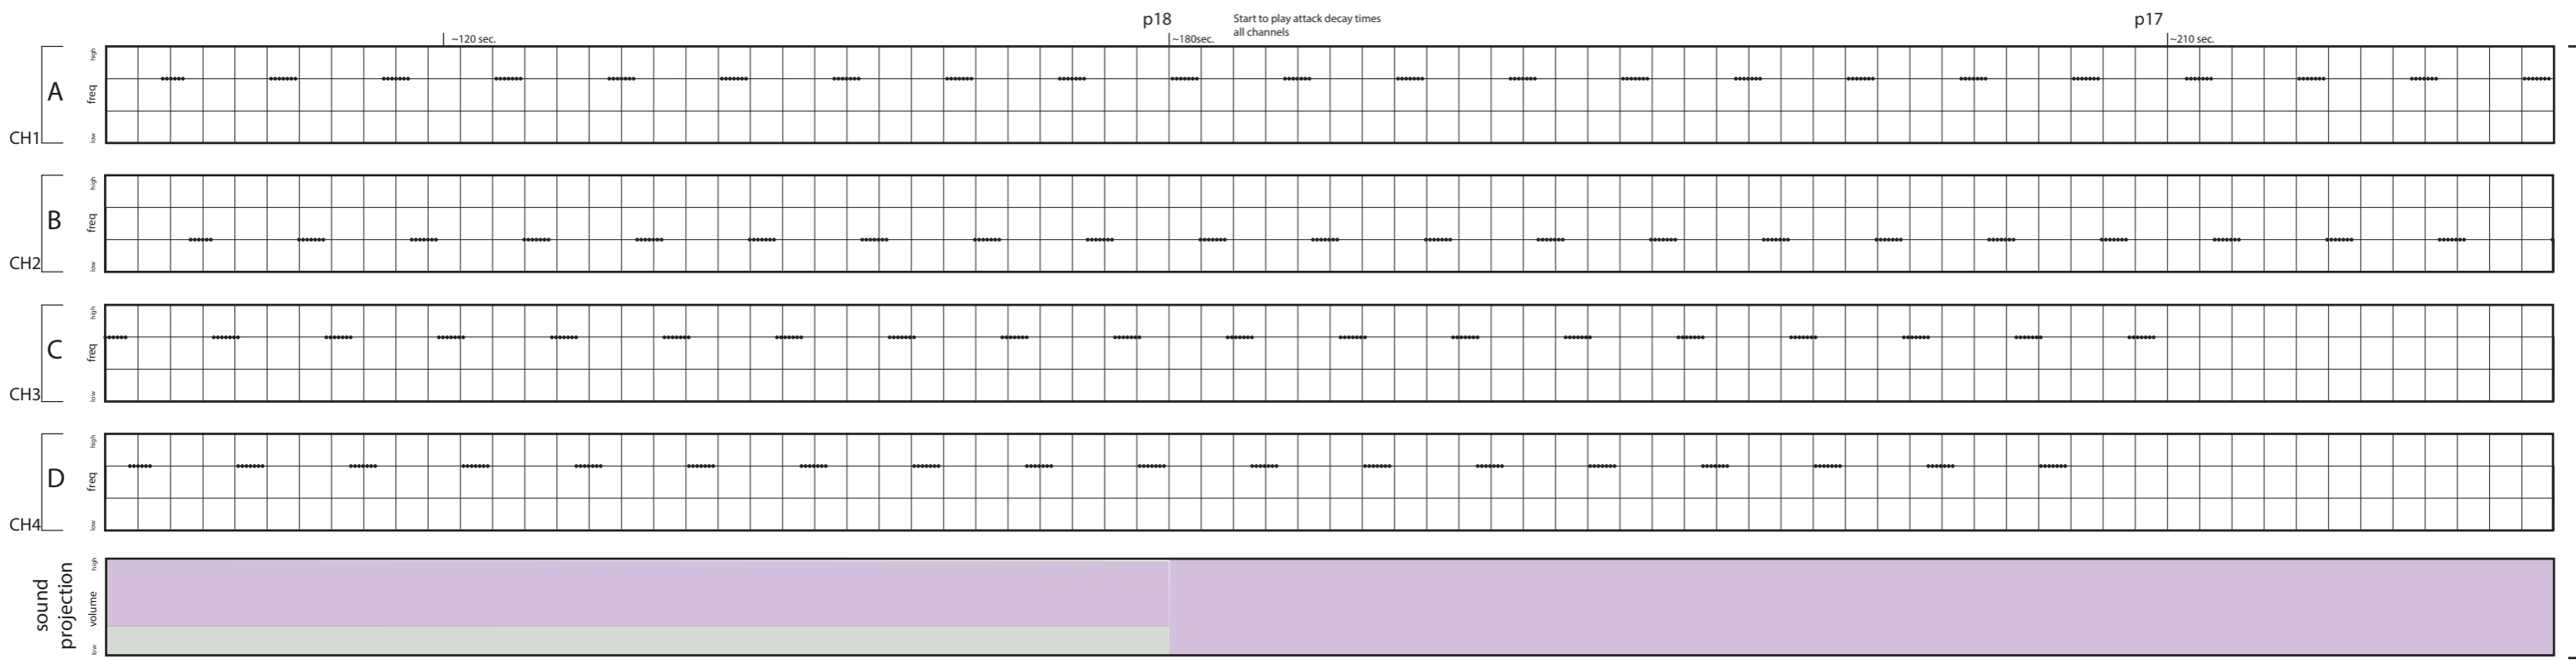 p18
Start to play attack decay times
all channels
p17
~120 sec.
~180sec.
~210 sec.
A
CH1
high
freq
low
B
CH2
high
freq
low
C
CH3
high
freq
low
D
CH4
high
freq
low
sound
projection
high
volume
low